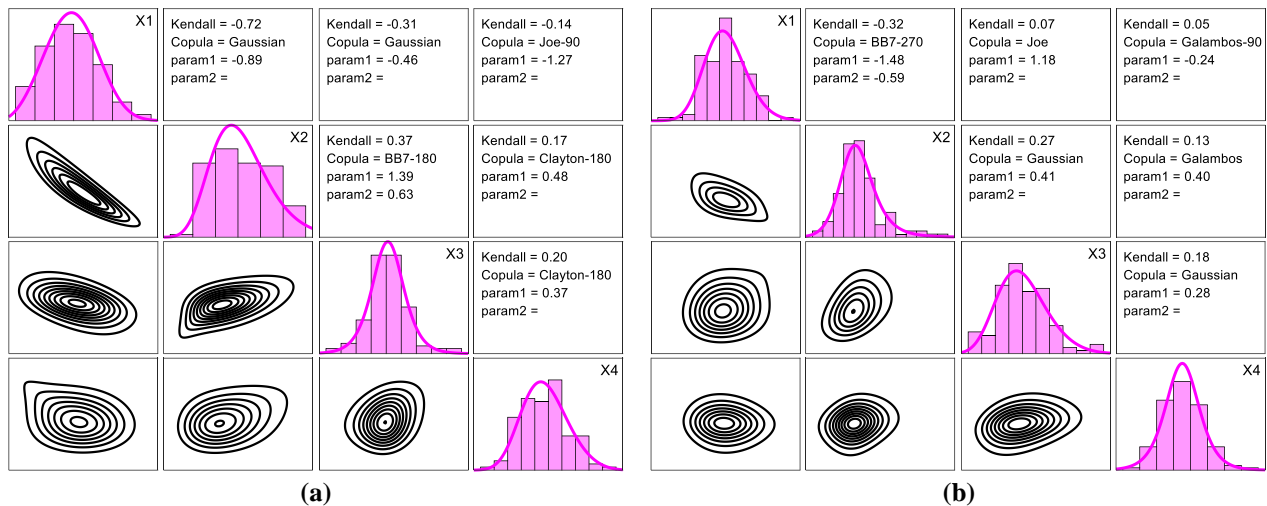 X1
Kendall = -0.72
Copula = Gaussian
param1 = -0.89
param2 =
Kendall = -0.31
Copula = Gaussian
param1 = -0.46
param2 =
Kendall = -0.14
Copula = Joe-90
param1 = -1.27
param2 =
X2
Kendall = 0.37
Copula = BB7-180
param1 = 1.39
param2 = 0.63
Kendall = 0.17
Copula = Clayton-180
param1 = 0.48
param2 =
X3
Kendall = 0.20
Copula = Clayton-180
param1 = 0.37
param2 =
X4
(a)
X1
Kendall = -0.32
Copula = BB7-270
param1 = -1.48
param2 = -0.59
Kendall = 0.07
Copula = Joe
param1 = 1.18
param2 =
Kendall = 0.05
Copula = Galambos-90
param1 = -0.24
param2 =
X2
Kendall = 0.27
Copula = Gaussian
param1 = 0.41
param2 =
Kendall = 0.13
Copula = Galambos
param1 = 0.40
param2 =
X3
Kendall = 0.18
Copula = Gaussian
param1 = 0.28
param2 =
X4
(b)